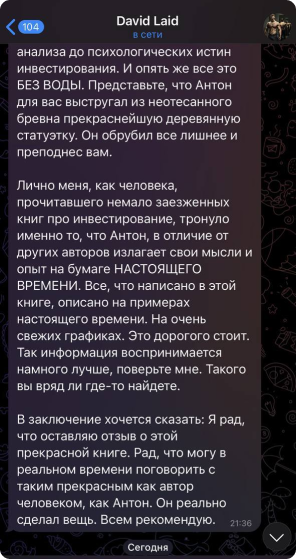 104
David Laid
в сети
анализа до психологических истин
инвестирования. И опять же все это
БЕЗ ВОДЫ. Представьте, что Антон
для вас выстругал из неотесанного
бревна прекраснейшую деревянную
статуэтку. Он обрубил все лишнее и
преподнес вам.
Лично меня, как человека,
прочитавшего немало заезженных
книг про инвестирование, тронуло
именно то, что Антон, в отличие от
других авторов излагает свои мысли и
опыт на бумаге НАСТОЯЩЕГО
ВРЕМЕНИ. Все, что написано в этой
книге, описано на примерах
настоящего времени. На очень
свежих графиках. Это дорогого стоит.
Так информация воспринимается
намного лучше, поверьте мне. Такого
вы вряд ли где-то найдете.
В заключение хочется сказать: Я рад,
что оставляю отзыв о этой
прекрасной книге. Рад, что могу в
реальном времени поговорить с
таким прекрасным как автор
человеком, как Антон. Он реально
сделал вещь. Всем рекомендую. 21:36
Сегодня